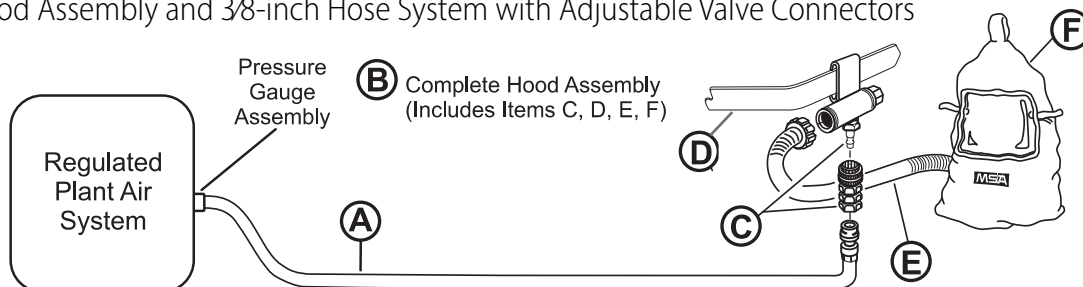 od Assembly and 3/8-inch Hose System with Adjustable Valve Connectors
Pressure
Gauge
Assembly
B Complete Hood Assembly
(Includes Items C, D, E, F)
Regulated
Plant Air
System
A
D
C
E
F
MSA